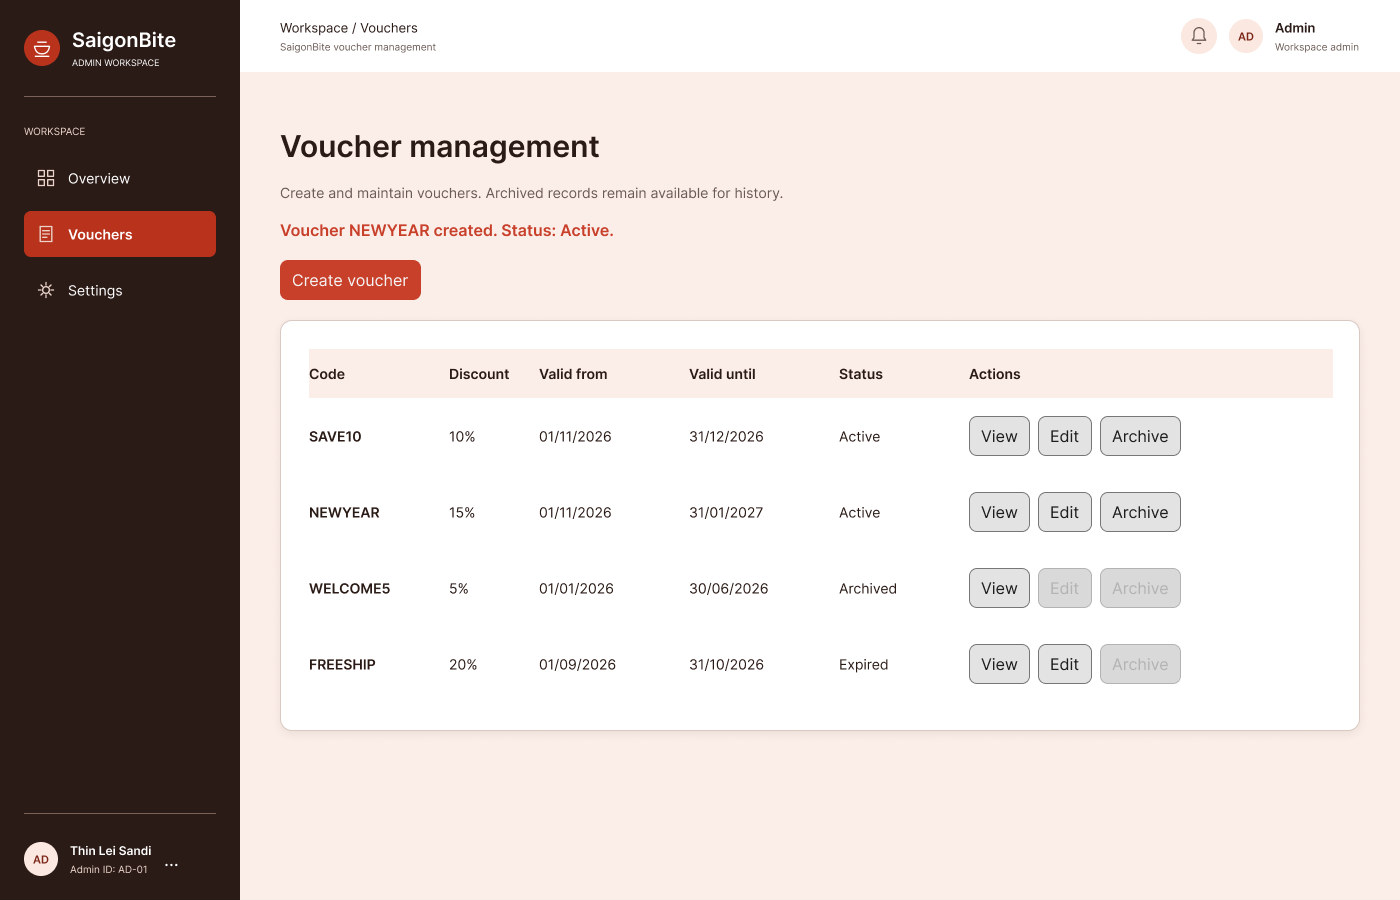 SaigonBite
ADMIN WORKSPACE
WORKSPACE
Overview
Vouchers
Settings
AD
Thin Lei Sandi
Admin ID: AD-01
...
Workspace / Vouchers
SaigonBite voucher management
AD
Admin
Workspace admin
Voucher management
Create and maintain vouchers. Archived records remain available for history.
Voucher NEWYEAR created. Status: Active.
Create voucher
Code Discount Valid from Valid until Status Actions
SAVE10 10% 01/11/2026 31/12/2026 Active View Edit Archive
NEWYEAR 15% 01/11/2026 31/01/2027 Active View Edit Archive
WELCOME5 5% 01/01/2026 30/06/2026 Archived View Edit Archive
FREESHIP 20% 01/09/2026 31/10/2026 Expired View Edit Archive